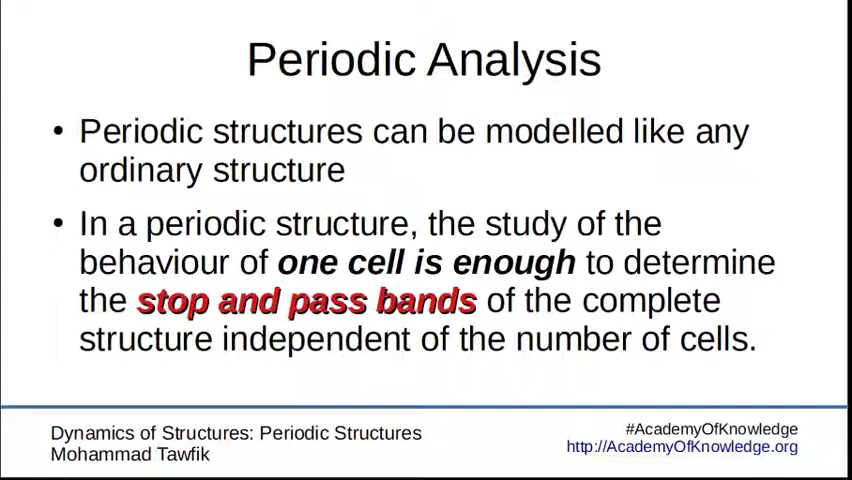 Periodic Analysis
• Periodic structures can be modelled like any
ordinary structure
• In a periodic structure, the study of the
behaviour of one cell is enough to determine
the stop and pass bands of the complete
structure independent of the number of cells.
Dynamics of Structures: Periodic Structures
Mohammad Tawfik
#AcademyOfKnowledge
http://AcademyOfKnowledge.org